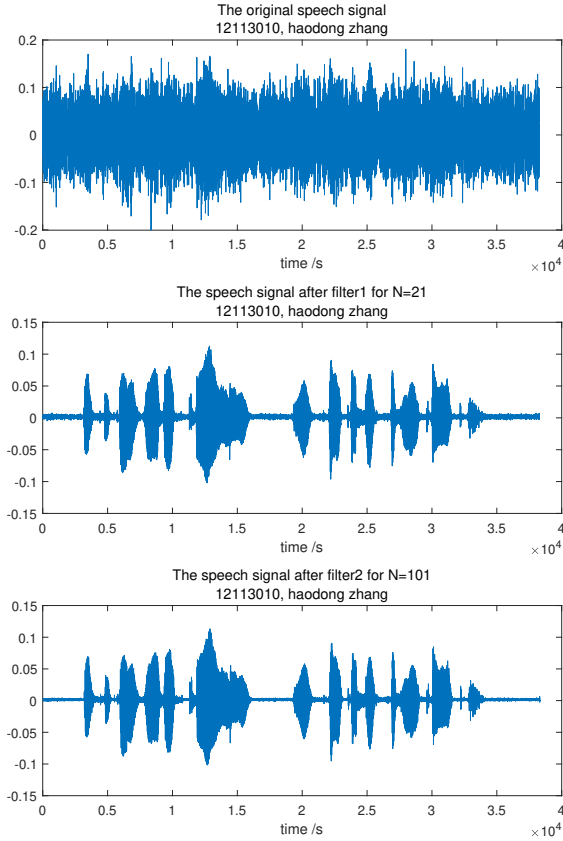 The original speech signal
12113010, haodong zhang
0.2
0.1
0
-0.1
-0.2
0 0.5 1 1.5 2 2.5 3 3.5 4
time /s
×10^4
The speech signal after filter1 for N=21
12113010, haodong zhang
0.15
0.1
0.05
0
-0.05
-0.1
-0.15
0 0.5 1 1.5 2 2.5 3 3.5 4
time /s
×10^4
The speech signal after filter2 for N=101
12113010, haodong zhang
0.15
0.1
0.05
0
-0.05
-0.1
-0.15
0 0.5 1 1.5 2 2.5 3 3.5 4
time /s
×10^4